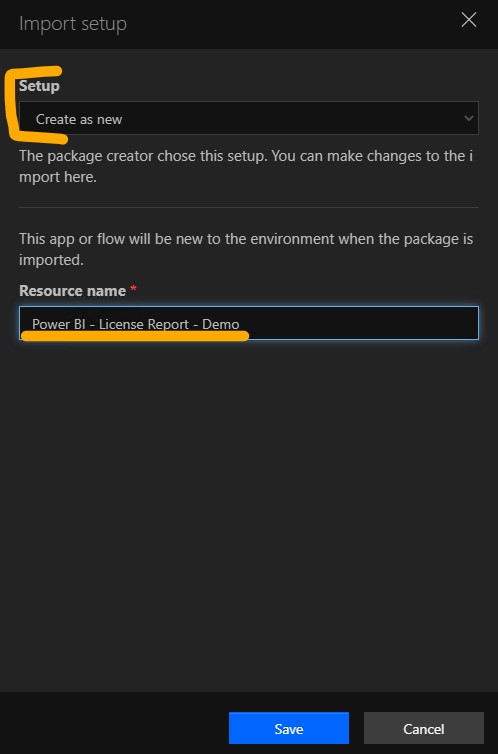 Import setup
Setup
Create as new
The package creator chose this setup. You can make changes to the i
mport here.
This app or flow will be new to the environment when the package is
imported.
Resource name *
Power BI - License Report - Demo
Save
Cancel